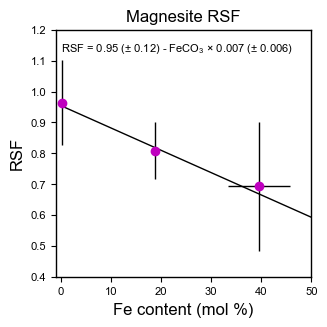 Magnesite RSF
RSF = 0.95 (± 0.12) - FeCO₃ × 0.007 (± 0.006)
1.2
1.1
1.0
0.9
0.8
0.7
0.6
0.5
0.4
RSF
0 10 20 30 40 50
Fe content (mol %)